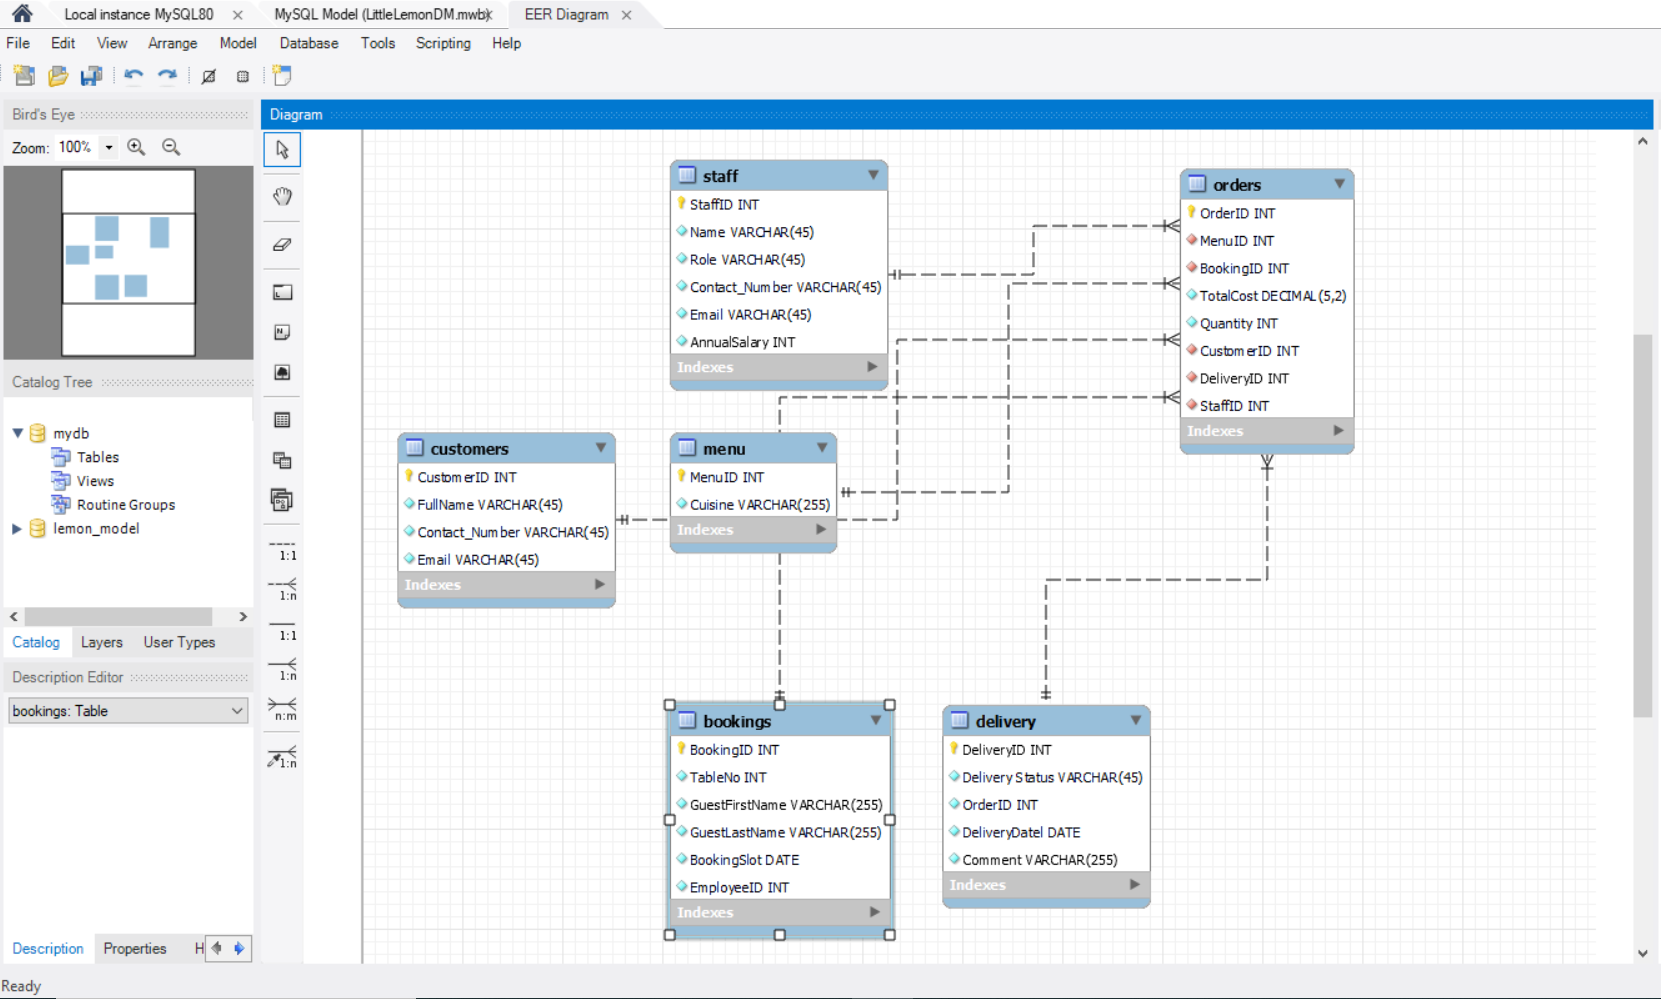 Local instance MySQL80
MySQL Model (LittleLemonDM.mwb)
EER Diagram
File Edit View Arrange Model Database Tools Scripting Help
Bird's Eye
Zoom: 100%
Catalog Tree
mydb
Tables
Views
Routine Groups
lemon_model
Catalog Layers User Types
Description Editor
bookings: Table
Description Properties H
Ready
1:1
1:n
1:1
1:n
n:m
1:n
Diagram
staff
StaffID INT
Name VARCHAR(45)
Role VARCHAR(45)
Contact_Number VARCHAR(45)
Email VARCHAR(45)
AnnualSalary INT
Indexes
orders
OrderID INT
MenuID INT
BookingID INT
TotalCost DECIMAL(5,2)
Quantity INT
CustomerID INT
DeliveryID INT
StaffID INT
Indexes
customers
CustomerID INT
FullName VARCHAR(45)
Contact_Number VARCHAR(45)
Email VARCHAR(45)
Indexes
menu
MenuID INT
Cuisine VARCHAR(255)
Indexes
bookings
BookingID INT
TableNo INT
GuestFirstName VARCHAR(255)
GuestLastName VARCHAR(255)
BookingSlot DATE
EmployeeID INT
Indexes
delivery
DeliveryID INT
Delivery Status VARCHAR(45)
OrderID INT
DeliveryDatel DATE
Comment VARCHAR(255)
Indexes